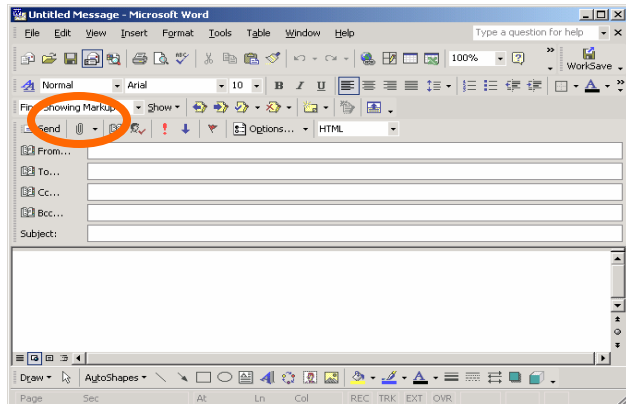 Untitled Message - Microsoft Word
File Edit View Insert Format Tools Table Window Help Type a question for help
100% WorkSave
Normal Arial 10 B I U A
Showing Markup Show
Send Options... HTML
From...
To...
Cc...
Bcc...
Subject:
Draw AutoShapes A
Page Sec At Ln Col REC TRK EXT OVR